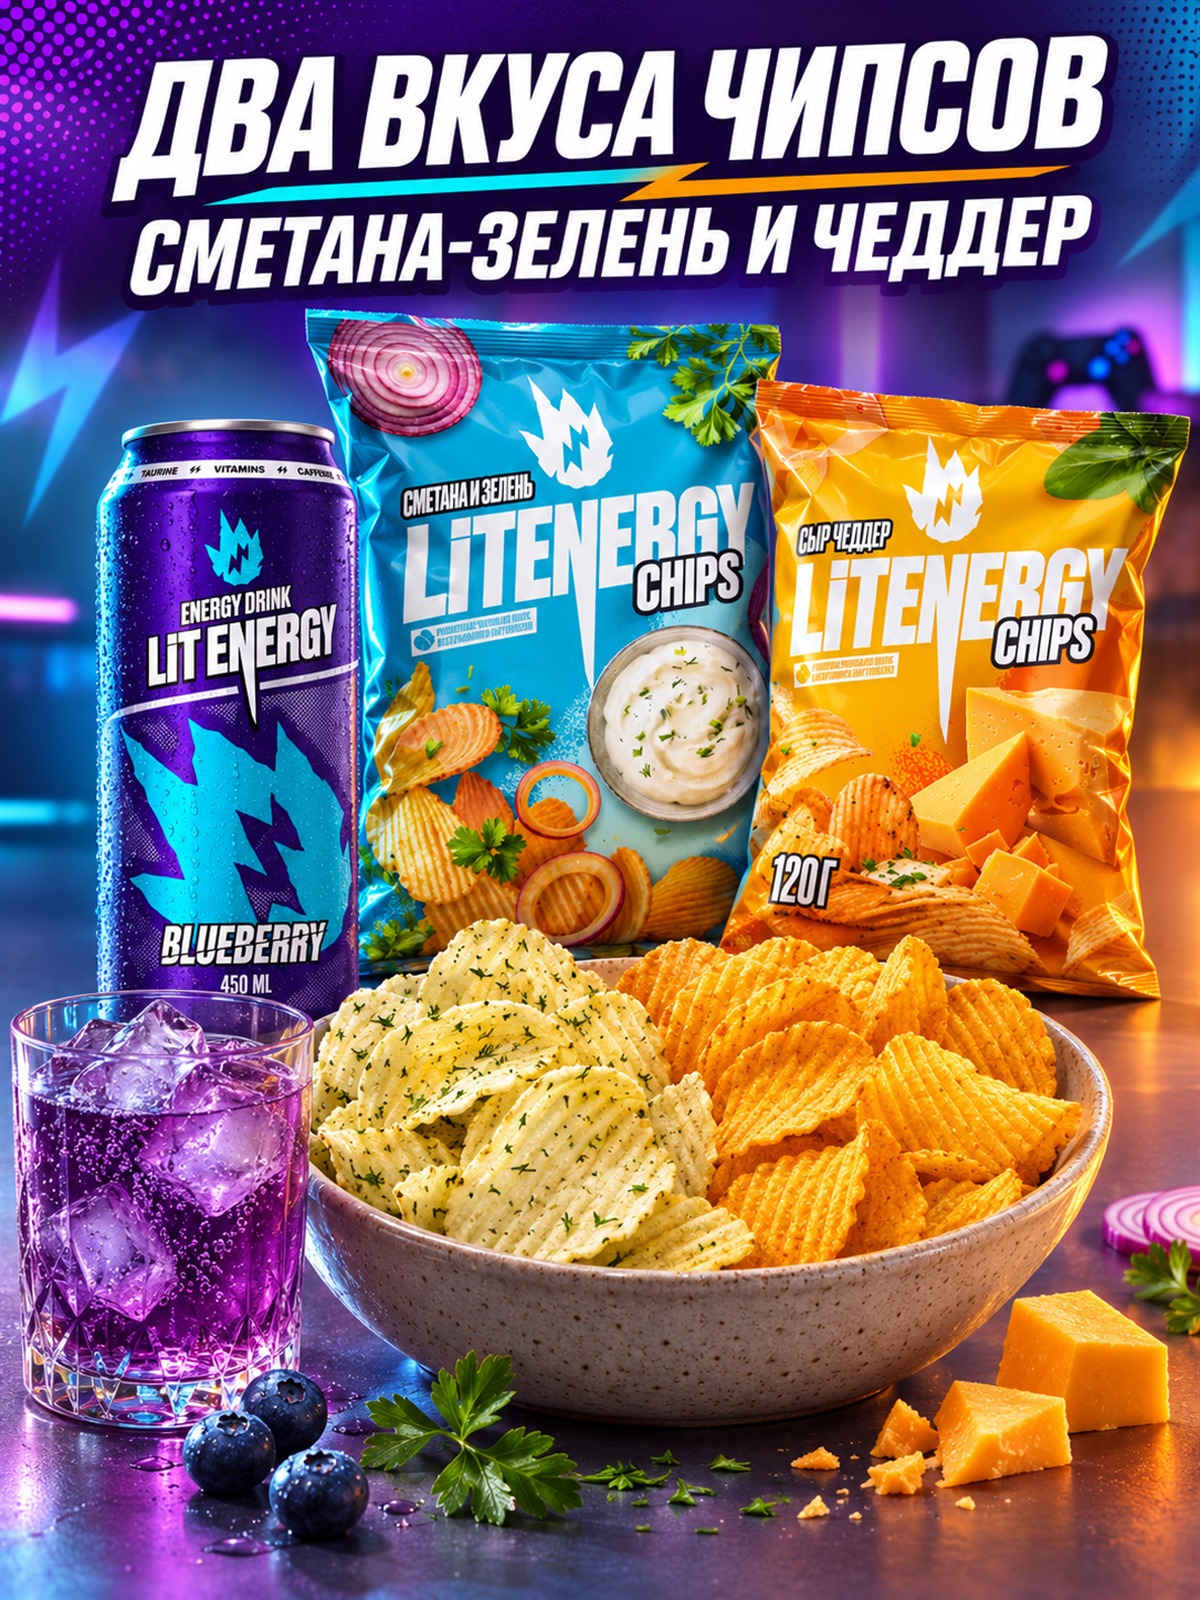 ДВА ВКУСА ЧИПСОВ
СМЕТАНА-ЗЕЛЕНЬ И ЧЕДДЕР
TAURINE VITAMINS CAFFEINE
ENERGY DRINK
LIT ENERGY
BLUEBERRY
450 ML
СМЕТАНА И ЗЕЛЕНЬ
LITENERGY
CHIPS
СЫР ЧЕДДЕР
LITENERGY
CHIPS
120Г